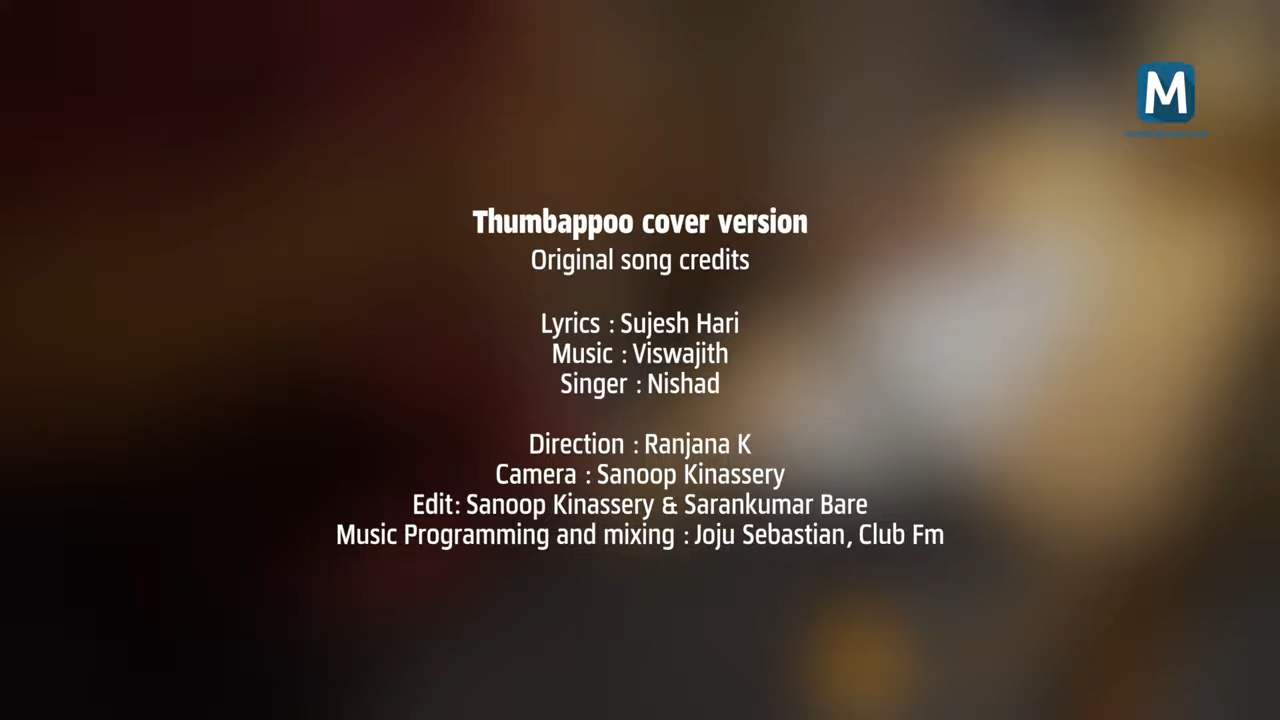 M
Thumbappoo cover version
Original song credits
Lyrics : Sujesh Hari
Music : Viswajith
Singer : Nishad
Direction : Ranjana K
Camera : Sanoop Kinassery
Edit: Sanoop Kinassery & Sarankumar Bare
Music Programming and mixing : Joju Sebastian, Club Fm